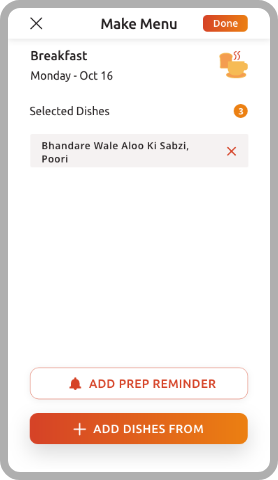 Make Menu
Done
Breakfast
Monday - Oct 16
Selected Dishes
3
Bhandare Wale Aloo Ki Sabzi,
Poori
ADD PREP REMINDER
ADD DISHES FROM